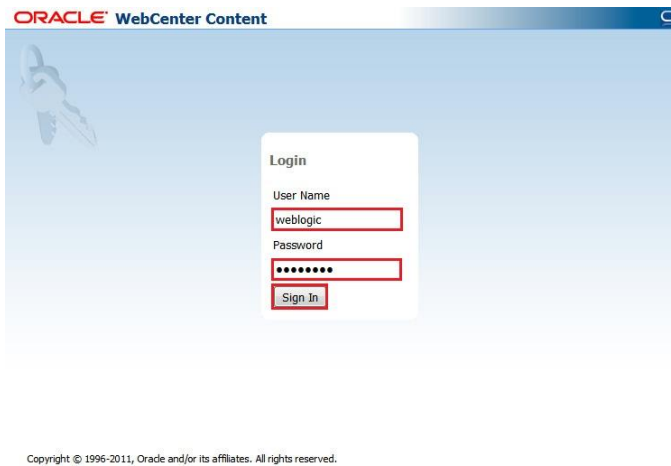 ORACLE WebCenter Content
Login
User Name
weblogic
Password
••••••••
Sign In
Copyright © 1996-2011, Oracle and/or its affiliates. All rights reserved.